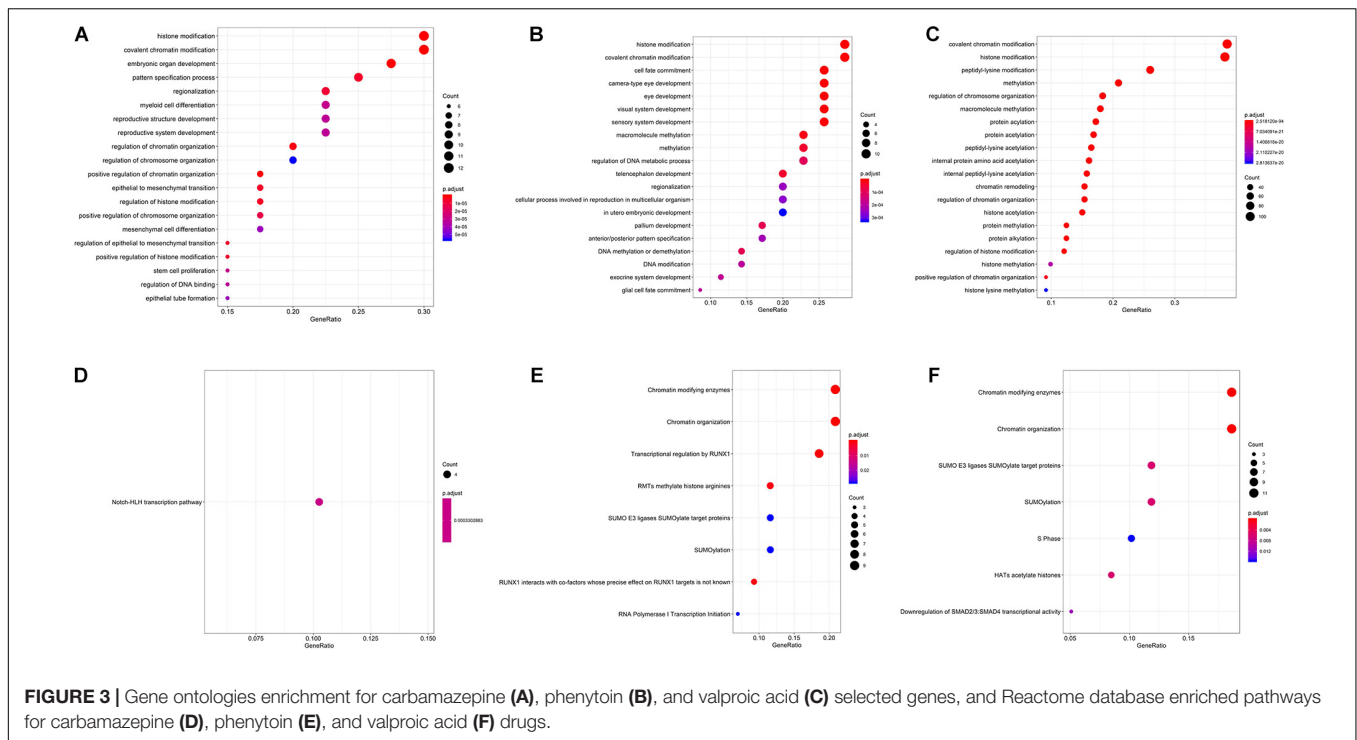 A
histone modification
covalent chromatin modification
embryonic organ development
pattern specification process
regionalization
myeloid cell differentiation
reproductive structure development
reproductive system development
regulation of chromatin organization
regulation of chromosome organization
positive regulation of chromatin organization
epithelial to mesenchymal transition
regulation of histone modification
positive regulation of chromosome organization
mesenchymal cell differentiation
regulation of epithelial to mesenchymal transition
positive regulation of histone modification
stem cell proliferation
regulation of DNA binding
epithelial tube formation
0.15 0.20 0.25 0.30
GeneRatio
Count
6
7
8
9
10
11
12
p.adjust
1e-05
2e-05
3e-05
4e-05
5e-05
B
histone modification
covalent chromatin modification
cell fate commitment
camera-type eye development
eye development
visual system development
sensory system development
macromolecule methylation
methylation
regulation of DNA metabolic process
telencephalon development
regionalization
cellular process involved in reproduction in multicellular organism
in utero embryonic development
pallium development
anterior/posterior pattern specification
DNA methylation or demethylation
DNA modification
exocrine system development
glial cell fate commitment
0.10 0.15 0.20 0.25
GeneRatio
Count
4
6
8
10
p.adjust
1e-04
2e-04
3e-04
C
covalent chromatin modification
histone modification
peptidyl-lysine modification
methylation
regulation of chromosome organization
macromolecule methylation
protein acylation
protein acetylation
peptidyl-lysine acetylation
internal protein amino acid acetylation
internal peptidyl-lysine acetylation
chromatin remodeling
regulation of chromatin organization
histone acetylation
protein methylation
protein alkylation
regulation of histone modification
histone methylation
positive regulation of chromatin organization
histone lysine methylation
0.1 0.2 0.3
GeneRatio
p.adjust
Count
40
60
80
100
D
Notch-HLH transcription pathway
0.075 0.100 0.125 0.150
GeneRatio
Count
4
p.adjust
E
Chromatin modifying enzymes
Chromatin organization
Transcriptional regulation by RUNX1
RMTs methylate histone arginines
SUMO E3 ligases SUMOylate target proteins
SUMOylation
RUNX1 interacts with co-factors whose precise effect on RUNX1 targets is not known
RNA Polymerase I Transcription Initiation
0.10 0.15 0.20
GeneRatio
p.adjust
0.01
0.02
Count
3
4
5
6
7
8
9
F
Chromatin modifying enzymes
Chromatin organization
SUMO E3 ligases SUMOylate target proteins
SUMOylation
S Phase
HATs acetylate histones
Downregulation of SMAD2/3:SMAD4 transcriptional activity
0.05 0.10 0.15
GeneRatio
Count
3
5
7
9
11
p.adjust
0.004
0.008
0.012
FIGURE 3 | Gene ontologies enrichment for carbamazepine (A), phenytoin (B), and valproic acid (C) selected genes, and Reactome database enriched pathways
for carbamazepine (D), phenytoin (E), and valproic acid (F) drugs.